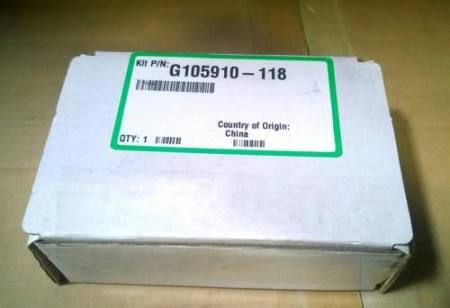 Kit P/N: G105910-118
Country of Origin:
China
QTY: 1